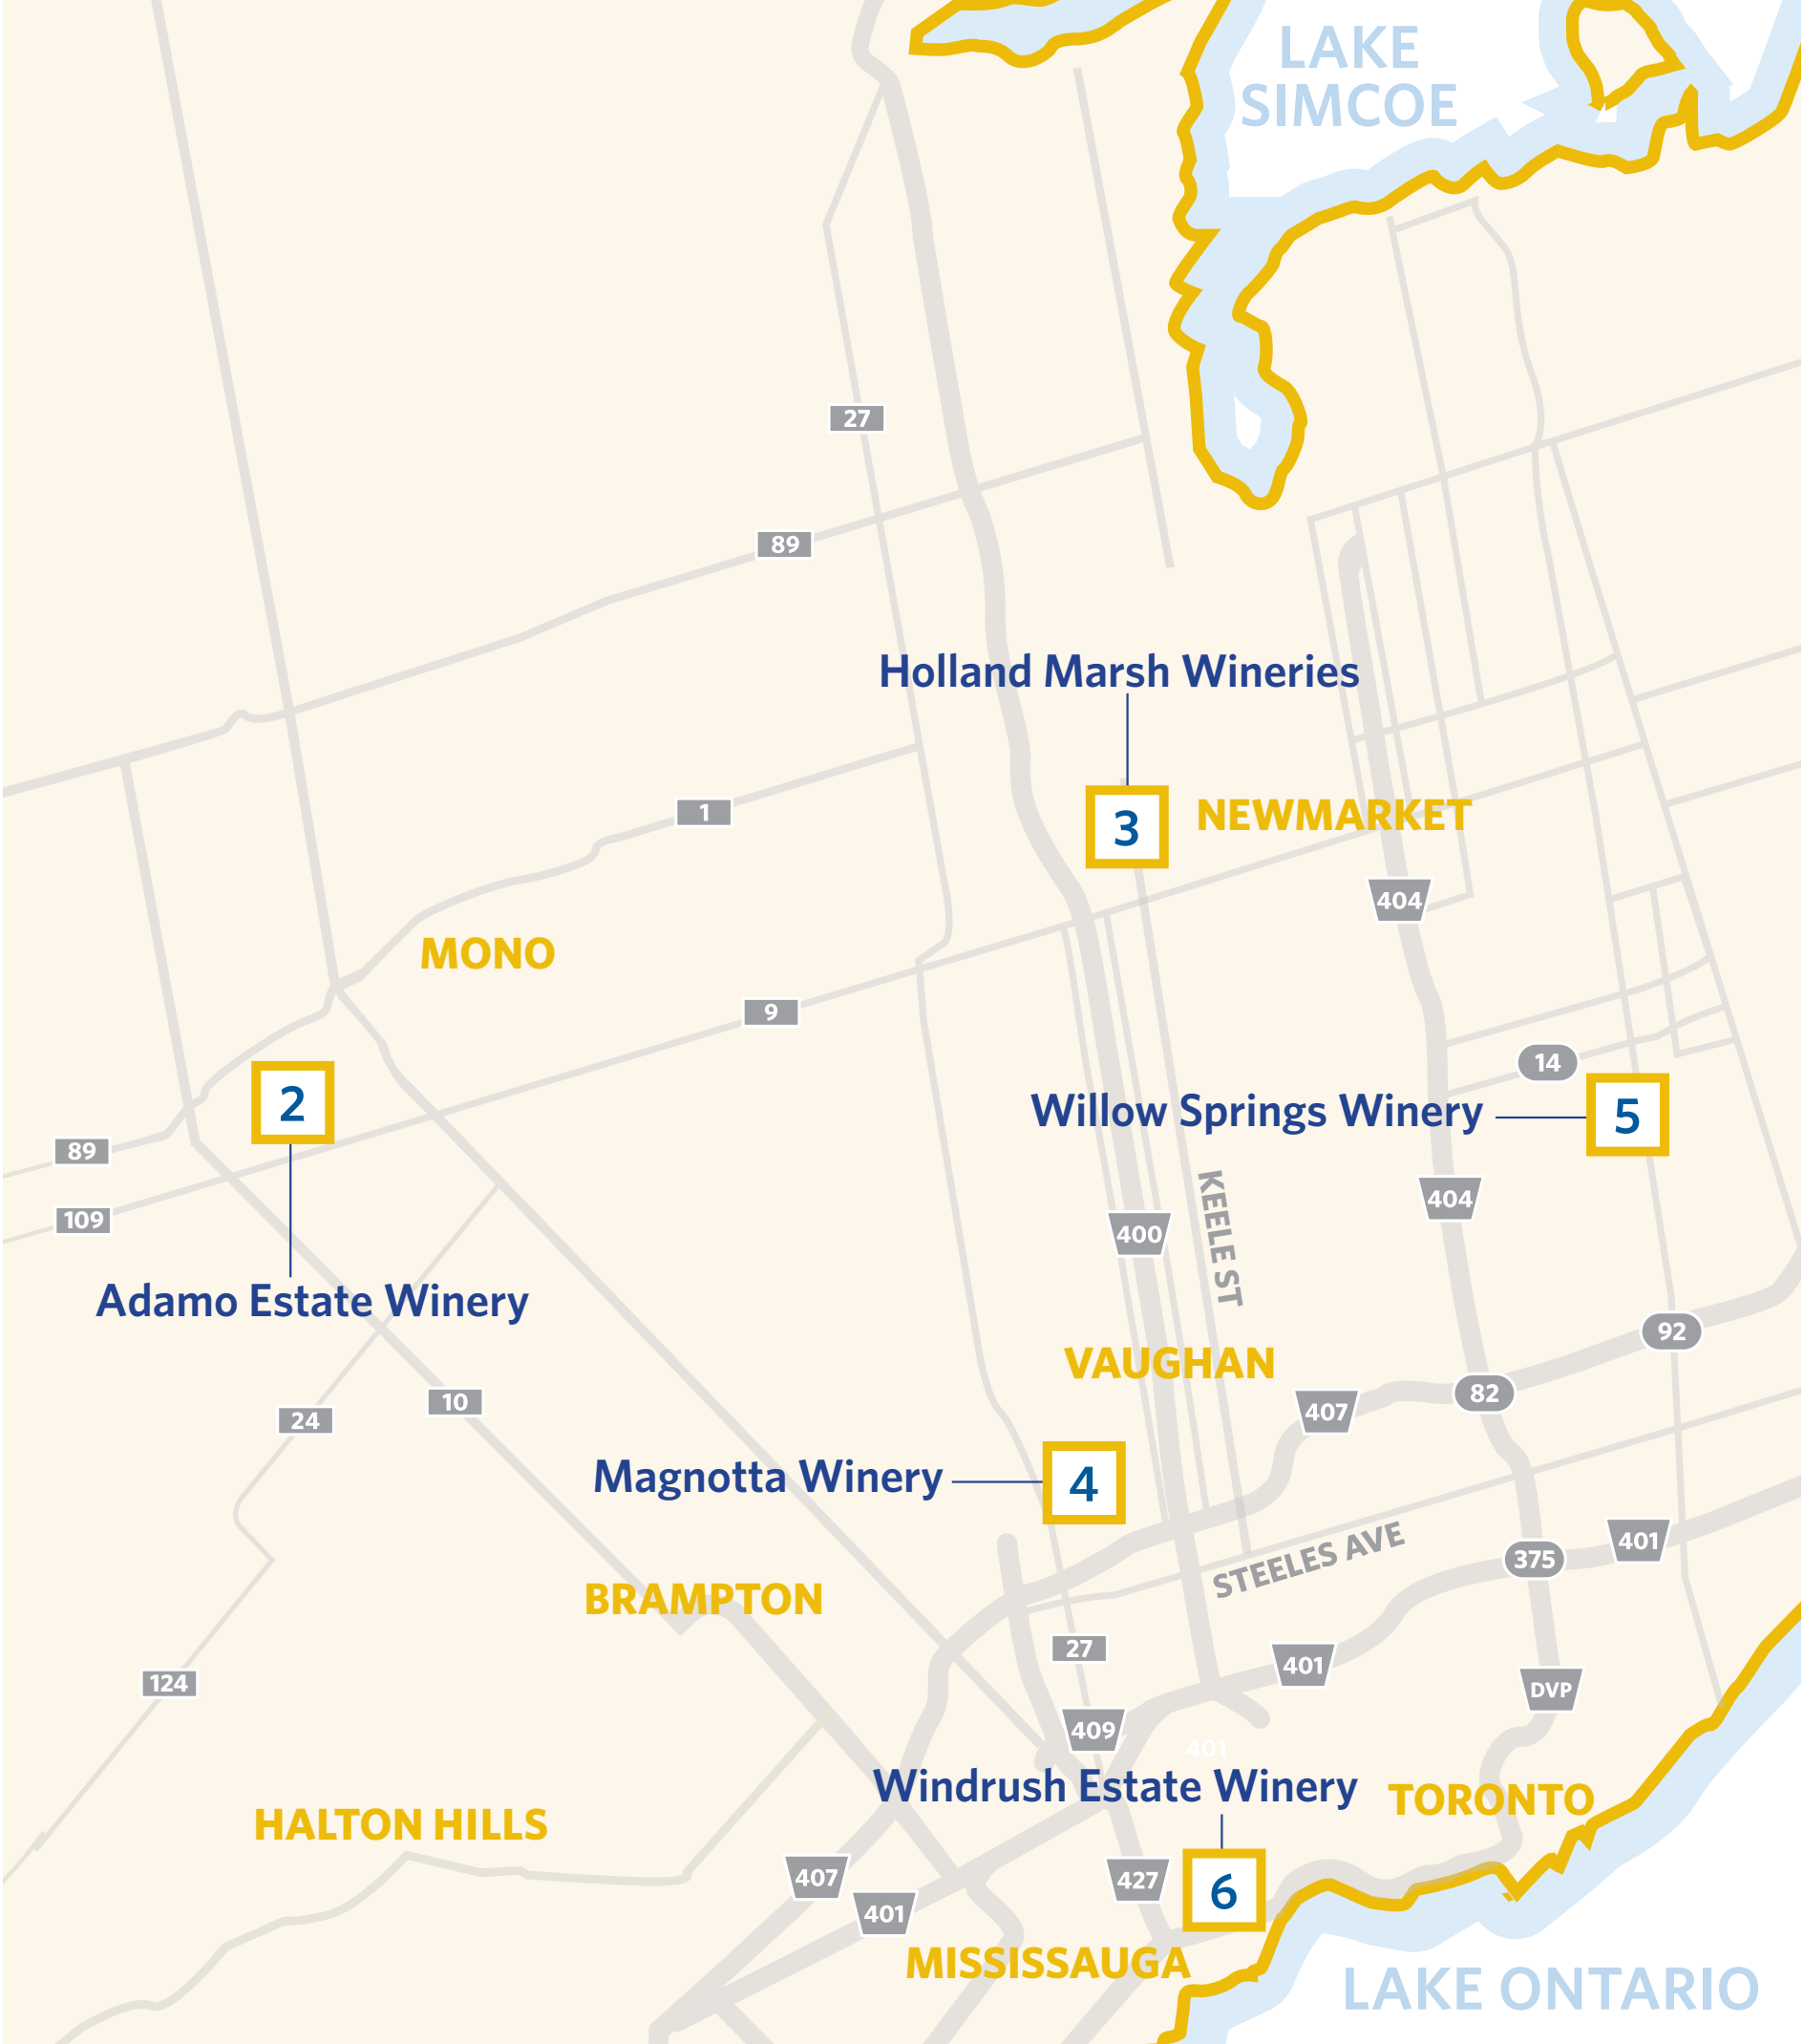 LAKE
SIMCOE
27
89
Holland Marsh Wineries
1
3
NEWMARKET
404
MONO
9
14
2
Willow Springs Winery
5
89
KEELE ST
404
109
400
Adamo Estate Winery
92
VAUGHAN
82
10
407
24
Magnotta Winery
4
STEELES AVE
401
375
BRAMPTON
27
401
124
DVP
409
401
Windrush Estate Winery
TORONTO
HALTON HILLS
407
427
6
401
MISSISSAUGA
LAKE ONTARIO